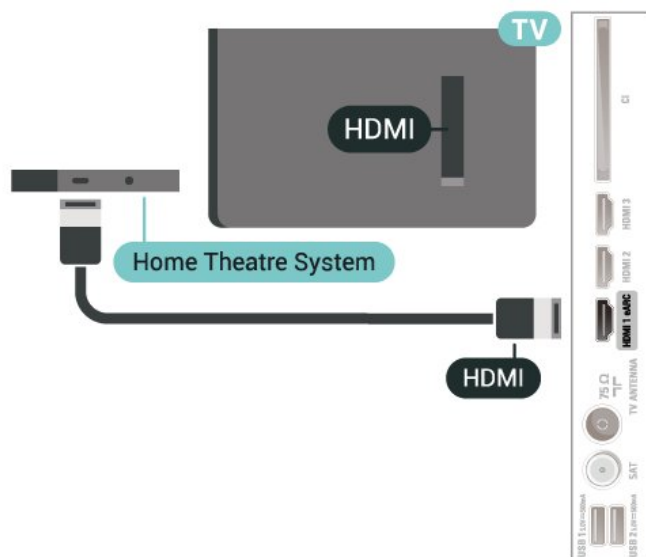 TV
HDMI
Home Theatre System
HDMI
CI
HDMI 3
HDMI 2
HDMI 1 eARC
75 Ω
TV ANTENNA
SAT
USB 1
USB 2